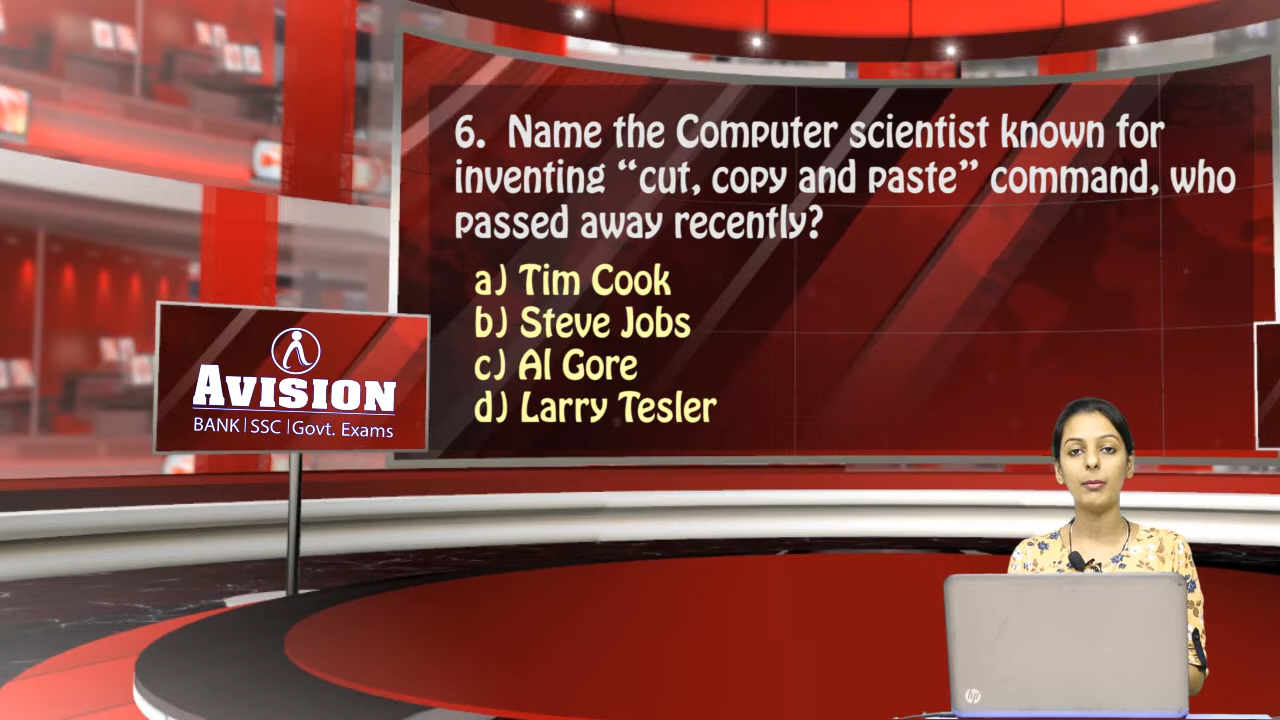 6. Name the Computer scientist known for
inventing “cut, copy and paste” command, who
passed away recently?
a) Tim Cook
b) Steve Jobs
c) Al Gore
d) Larry Tesler
AVISION
BANK | SSC | Govt. Exams
hp